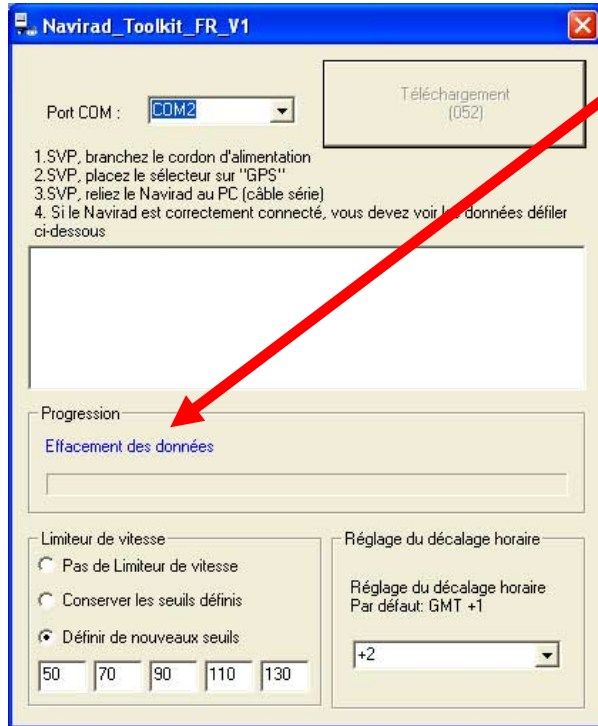 Navirad_Toolkit_FR_V1
Port COM :
COM2
Téléchargement
(052)
1.SVP, branchez le cordon d'alimentation
2.SVP, placez le sélecteur sur "GPS"
3.SVP, reliez le Navirad au PC (câble série)
4. Si le Navirad est correctement connecté, vous devez voir les données défiler
ci-dessous
Progression
Effacement des données
Limiteur de vitesse
Pas de Limiteur de vitesse
Conserver les seuils définis
Définir de nouveaux seuils
50 70 90 110 130
Réglage du décalage horaire
Réglage du décalage horaire
Par défaut: GMT +1
+2